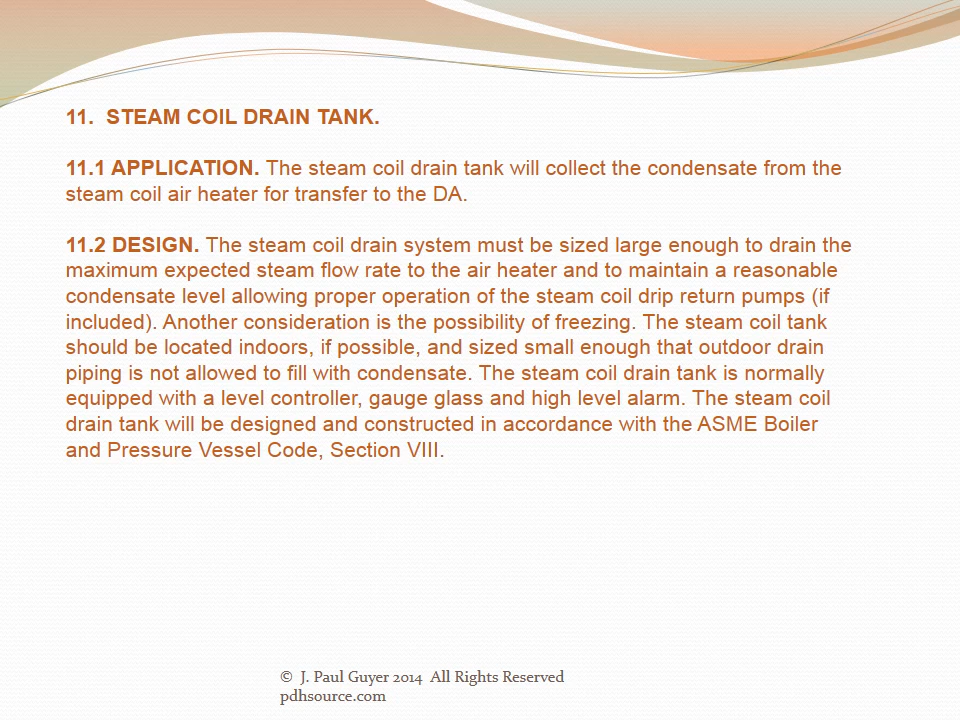 11.  STEAM COIL DRAIN TANK.
11.1 APPLICATION. The steam coil drain tank will collect the condensate from the
steam coil air heater for transfer to the DA.
11.2 DESIGN. The steam coil drain system must be sized large enough to drain the
maximum expected steam flow rate to the air heater and to maintain a reasonable
condensate level allowing proper operation of the steam coil drip return pumps (if
included). Another consideration is the possibility of freezing. The steam coil tank
should be located indoors, if possible, and sized small enough that outdoor drain
piping is not allowed to fill with condensate. The steam coil drain tank is normally
equipped with a level controller, gauge glass and high level alarm. The steam coil
drain tank will be designed and constructed in accordance with the ASME Boiler
and Pressure Vessel Code, Section VIII.
© J. Paul Guyer 2014  All Rights Reserved
pdhsource.com